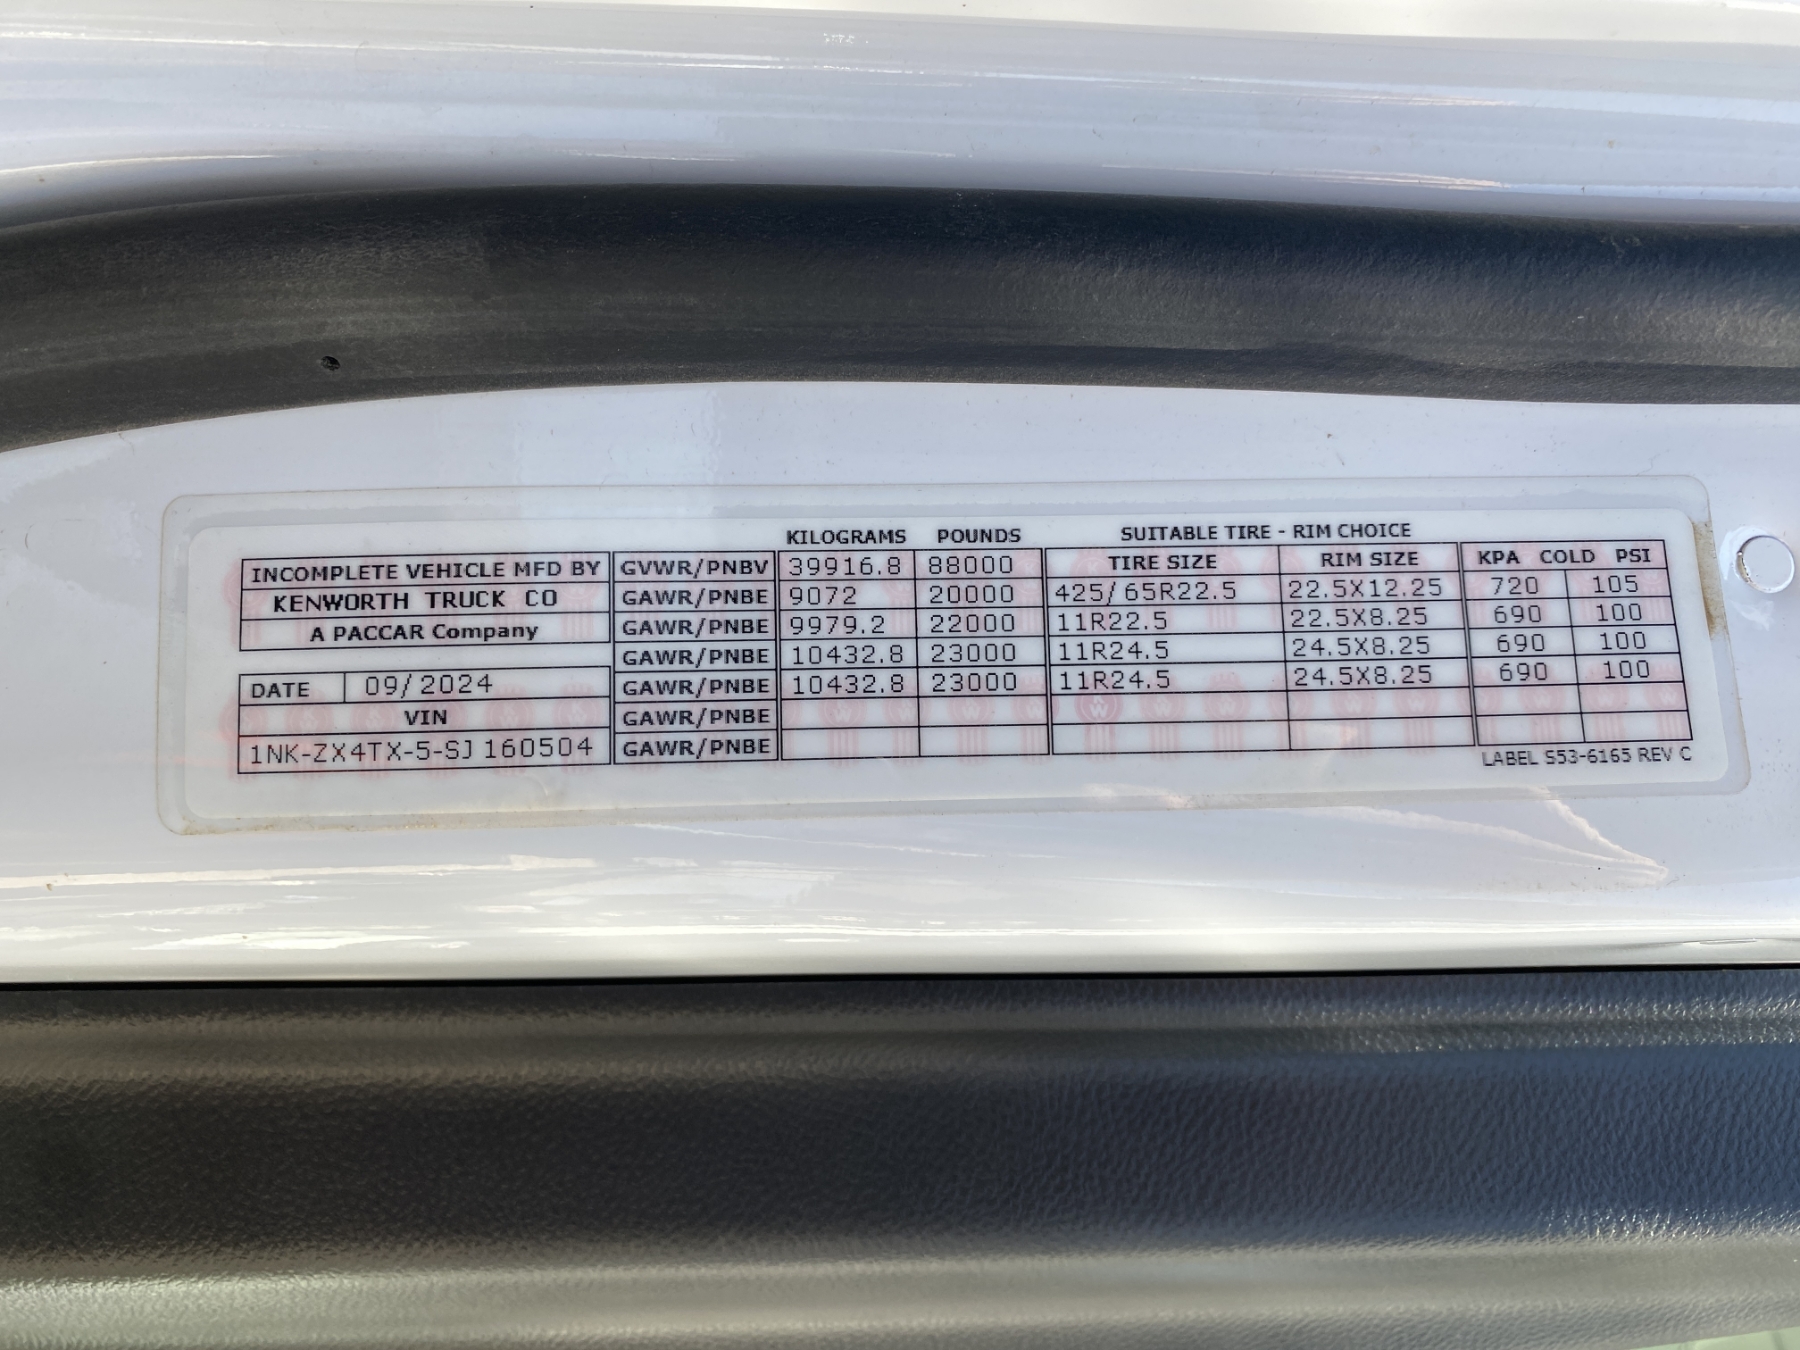 KILOGRAMS POUNDS SUITABLE TIRE - RIM CHOICE
INCOMPLETE VEHICLE MFD BY GVWR/PNBV 39916.8 88000 TIRE SIZE RIM SIZE KPA COLD PSI
KENWORTH TRUCK CO GAWR/PNBE 9072 20000 425/65R22.5 22.5X12.25 720 105
A PACCAR Company GAWR/PNBE 9979.2 22000 11R22.5 22.5X8.25 690 100
GAWR/PNBE 10432.8 23000 11R24.5 24.5X8.25 690 100
DATE 09/2024 GAWR/PNBE 10432.8 23000 11R24.5 24.5X8.25 690 100
VIN GAWR/PNBE
1NK-ZX4TX-5-SJ160504 GAWR/PNBE
LABEL S53-6165 REV C